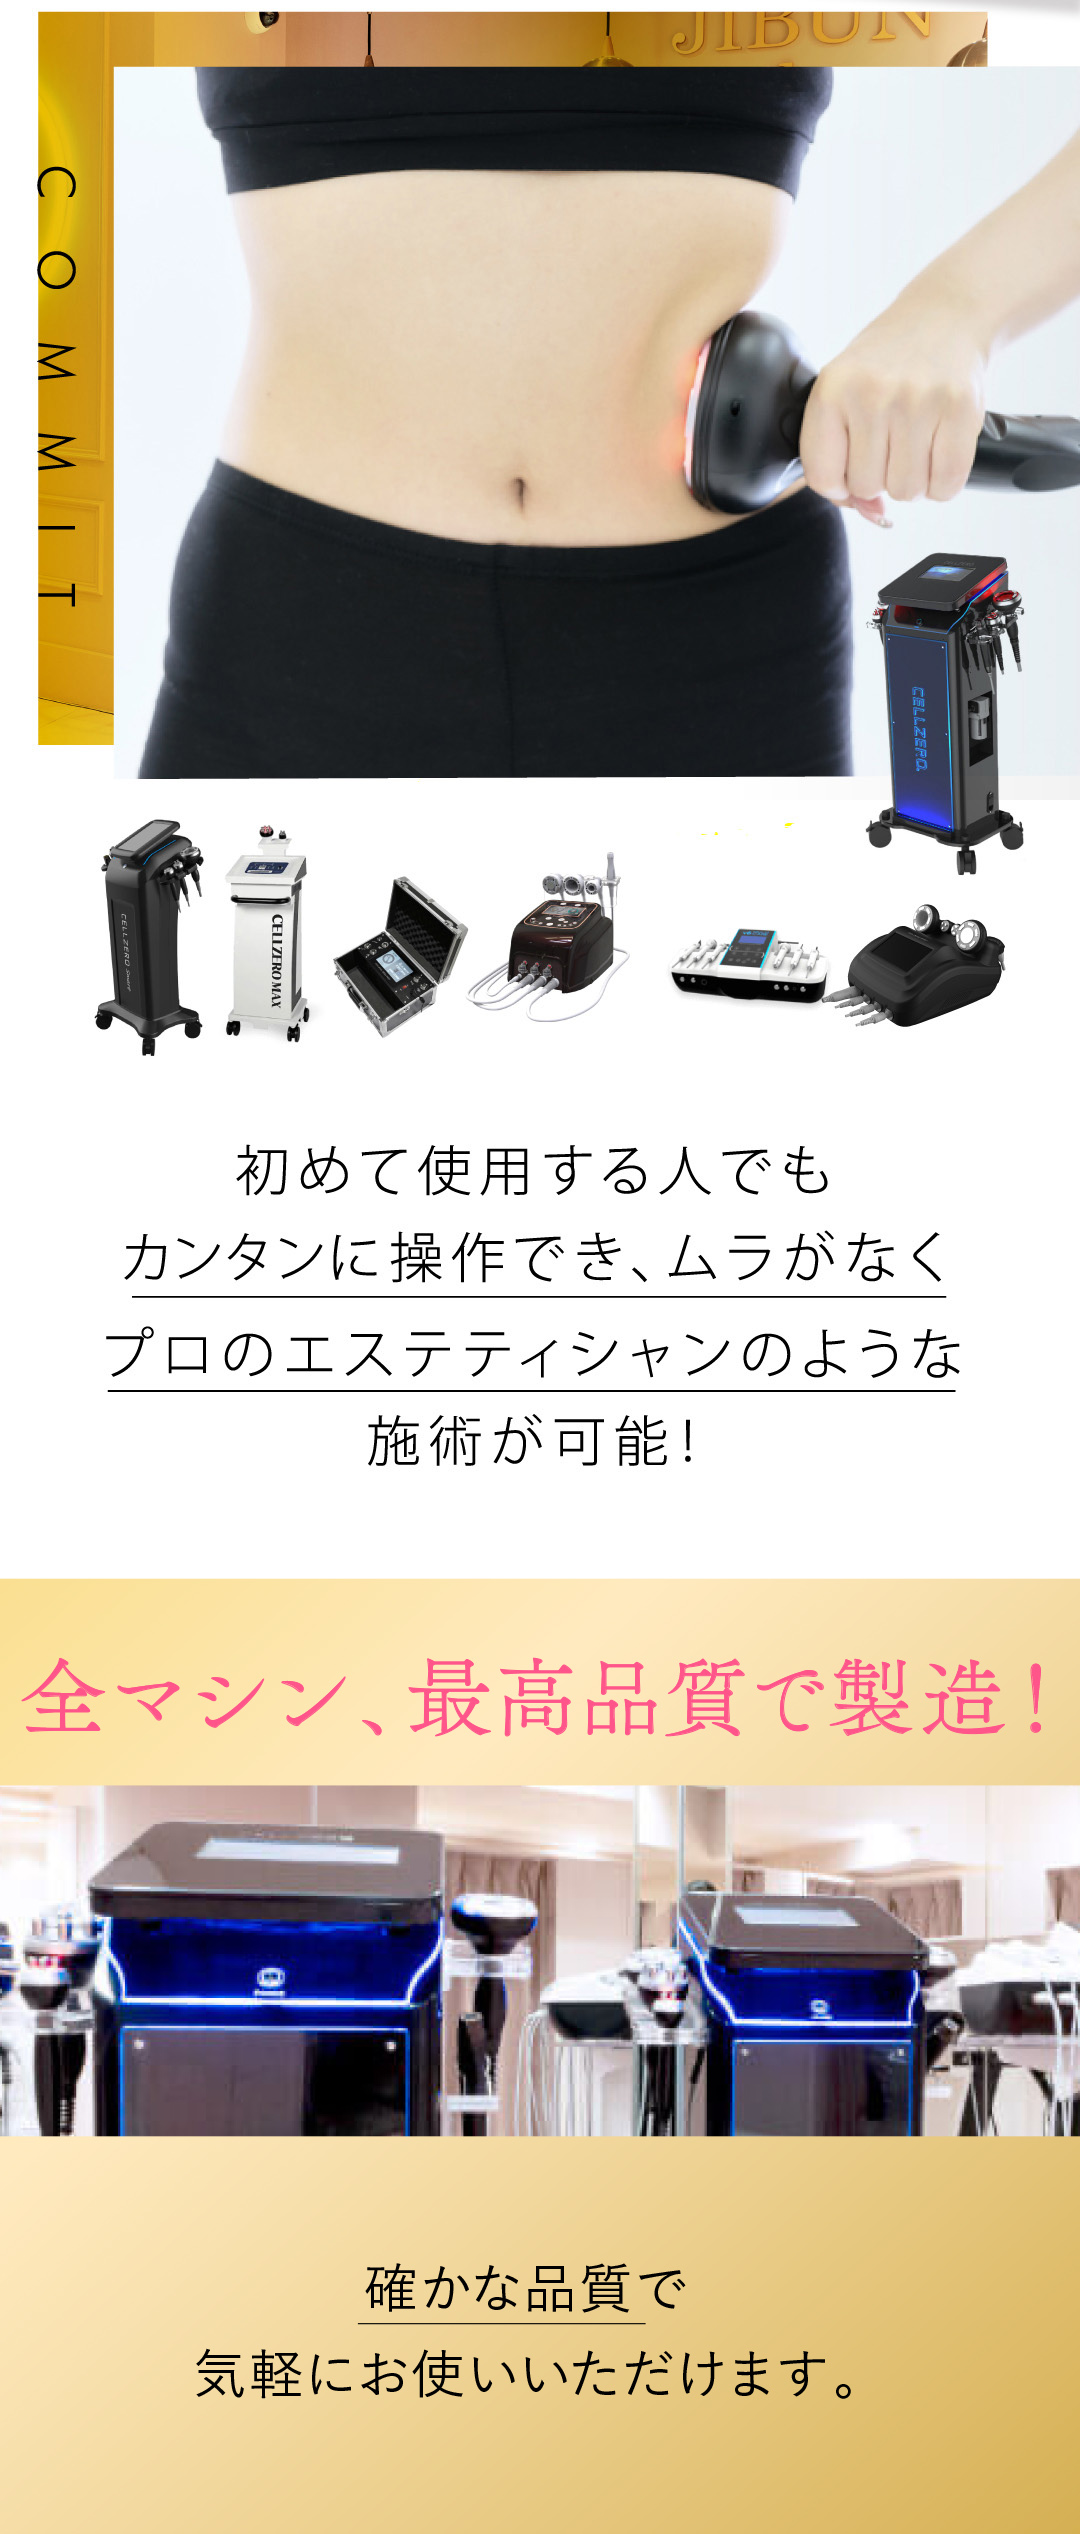 JIBUN
COMMIT
CELLZERO
CELLZERO Smart
CELLZERO MAX
初めて使用する人でも
カンタンに操作でき、ムラがなく
プロのエステティシャンのような
施術が可能！
全マシン、最高品質で製造！
確かな品質で
気軽にお使いいただけます。